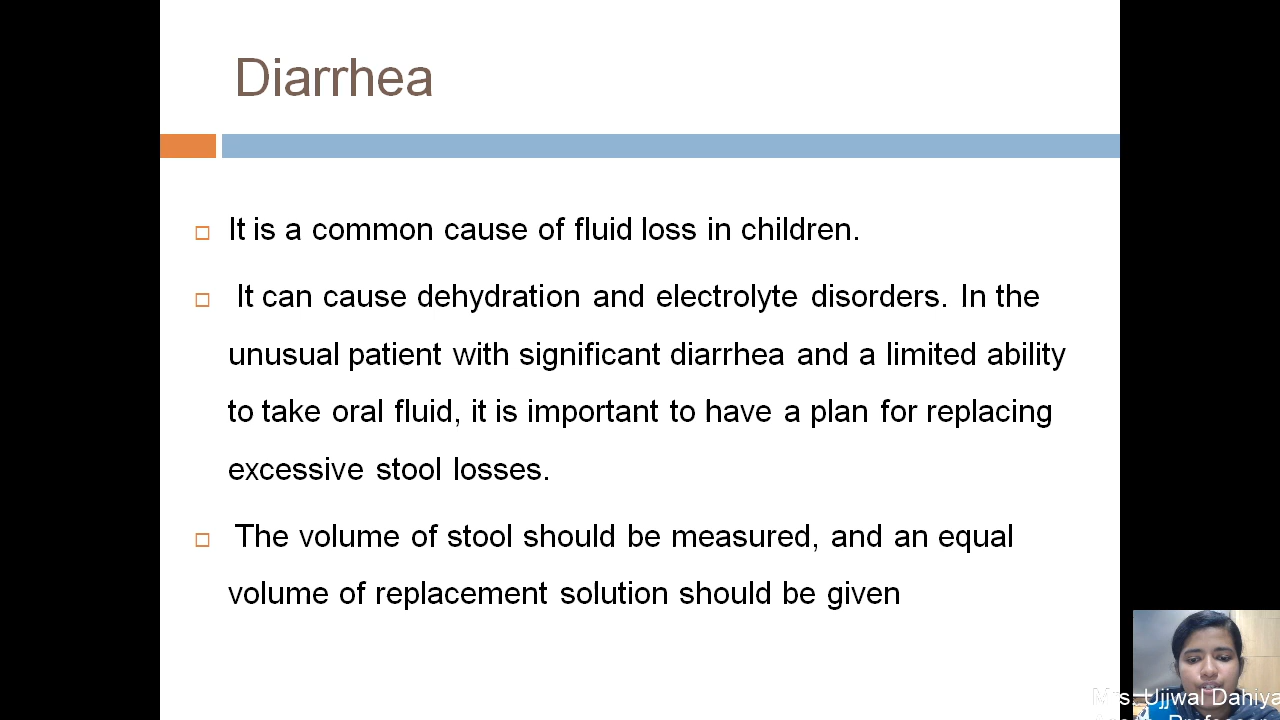 Diarrhea
It is a common cause of fluid loss in children.
It can cause dehydration and electrolyte disorders. In the
unusual patient with significant diarrhea and a limited ability
to take oral fluid, it is important to have a plan for replacing
excessive stool losses.
The volume of stool should be measured, and an equal
volume of replacement solution should be given
Mrs. Ujjwal Dahiya